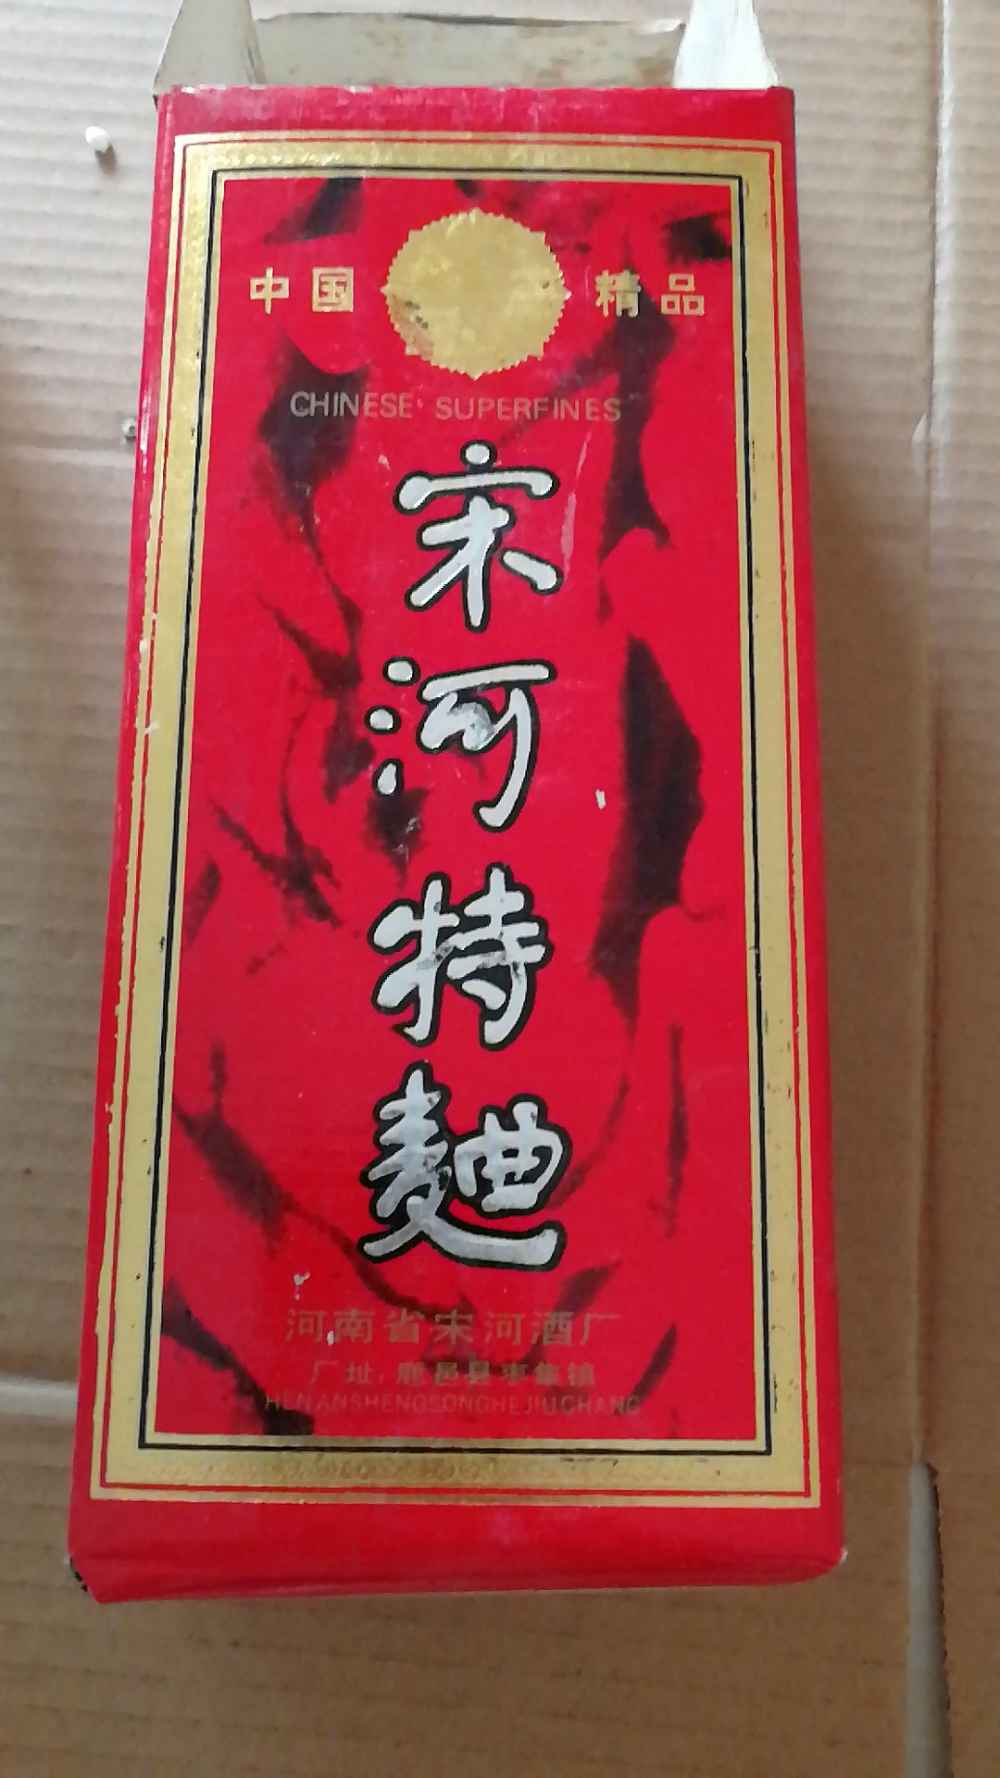 中国 精品
CHINESE SUPERFINES
宋河特麯
河南省宋河酒厂
厂址:鹿邑县枣集镇
HENANSHENGSONGHEJIUCHANG